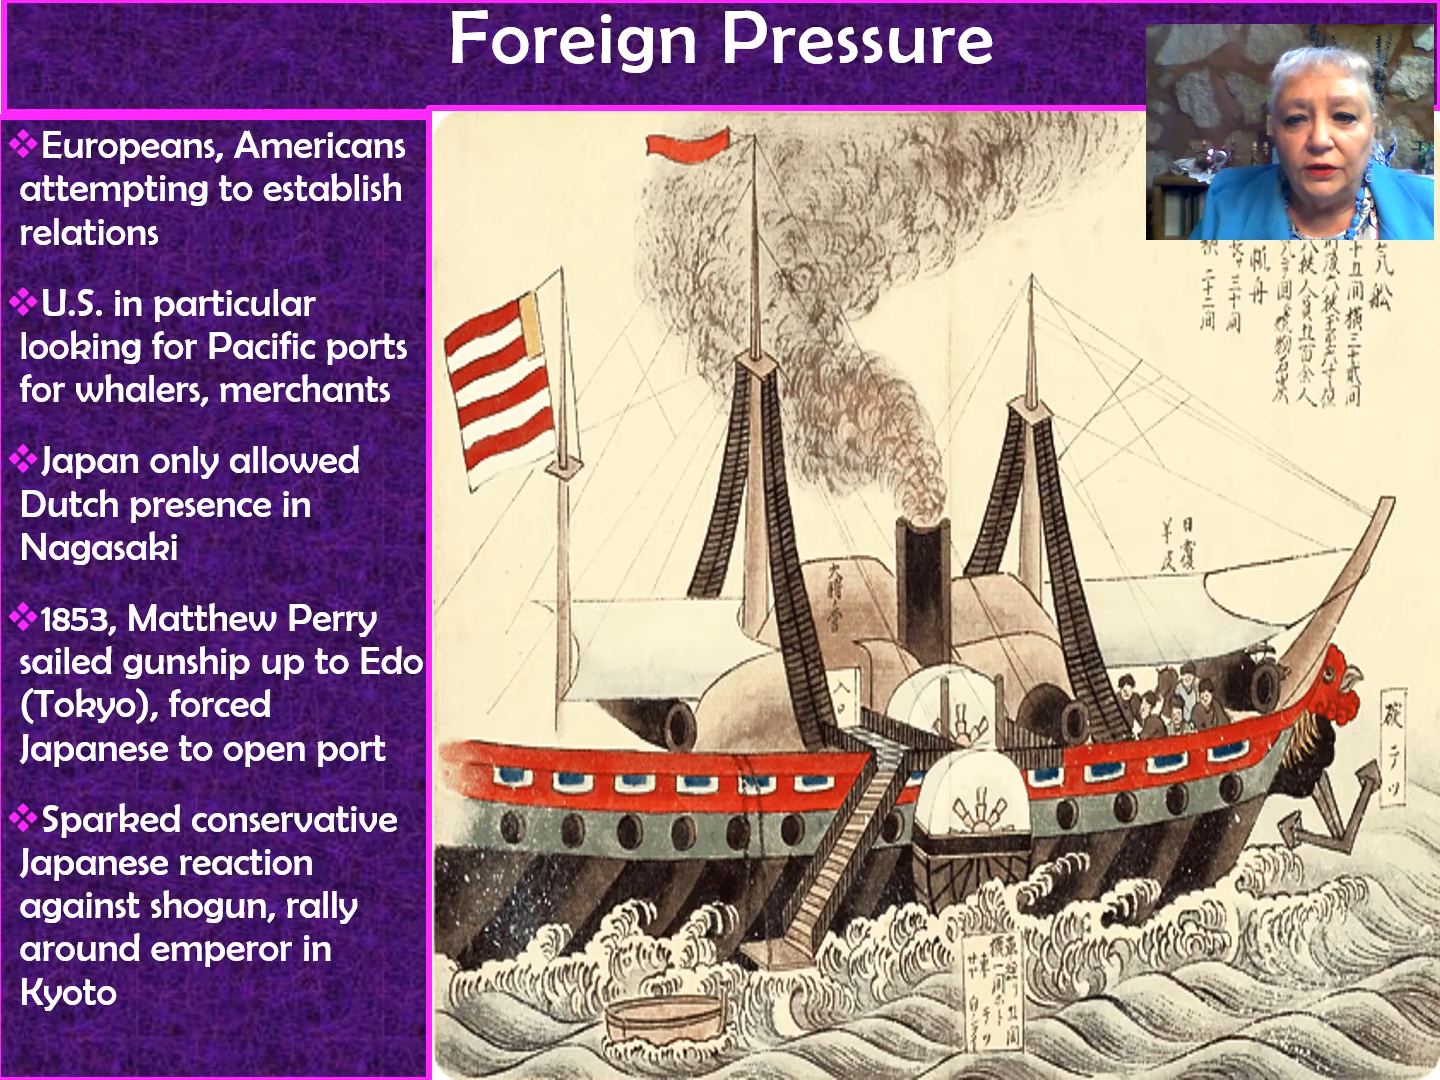 Foreign Pressure
❖Europeans, Americans
attempting to establish
relations
❖U.S. in particular
looking for Pacific ports
for whalers, merchants
❖Japan only allowed
Dutch presence in
Nagasaki
❖1853, Matthew Perry
sailed gunship up to Edo
(Tokyo), forced
Japanese to open port
❖Sparked conservative
Japanese reaction
against shogun, rally
around emperor in
Kyoto
入口